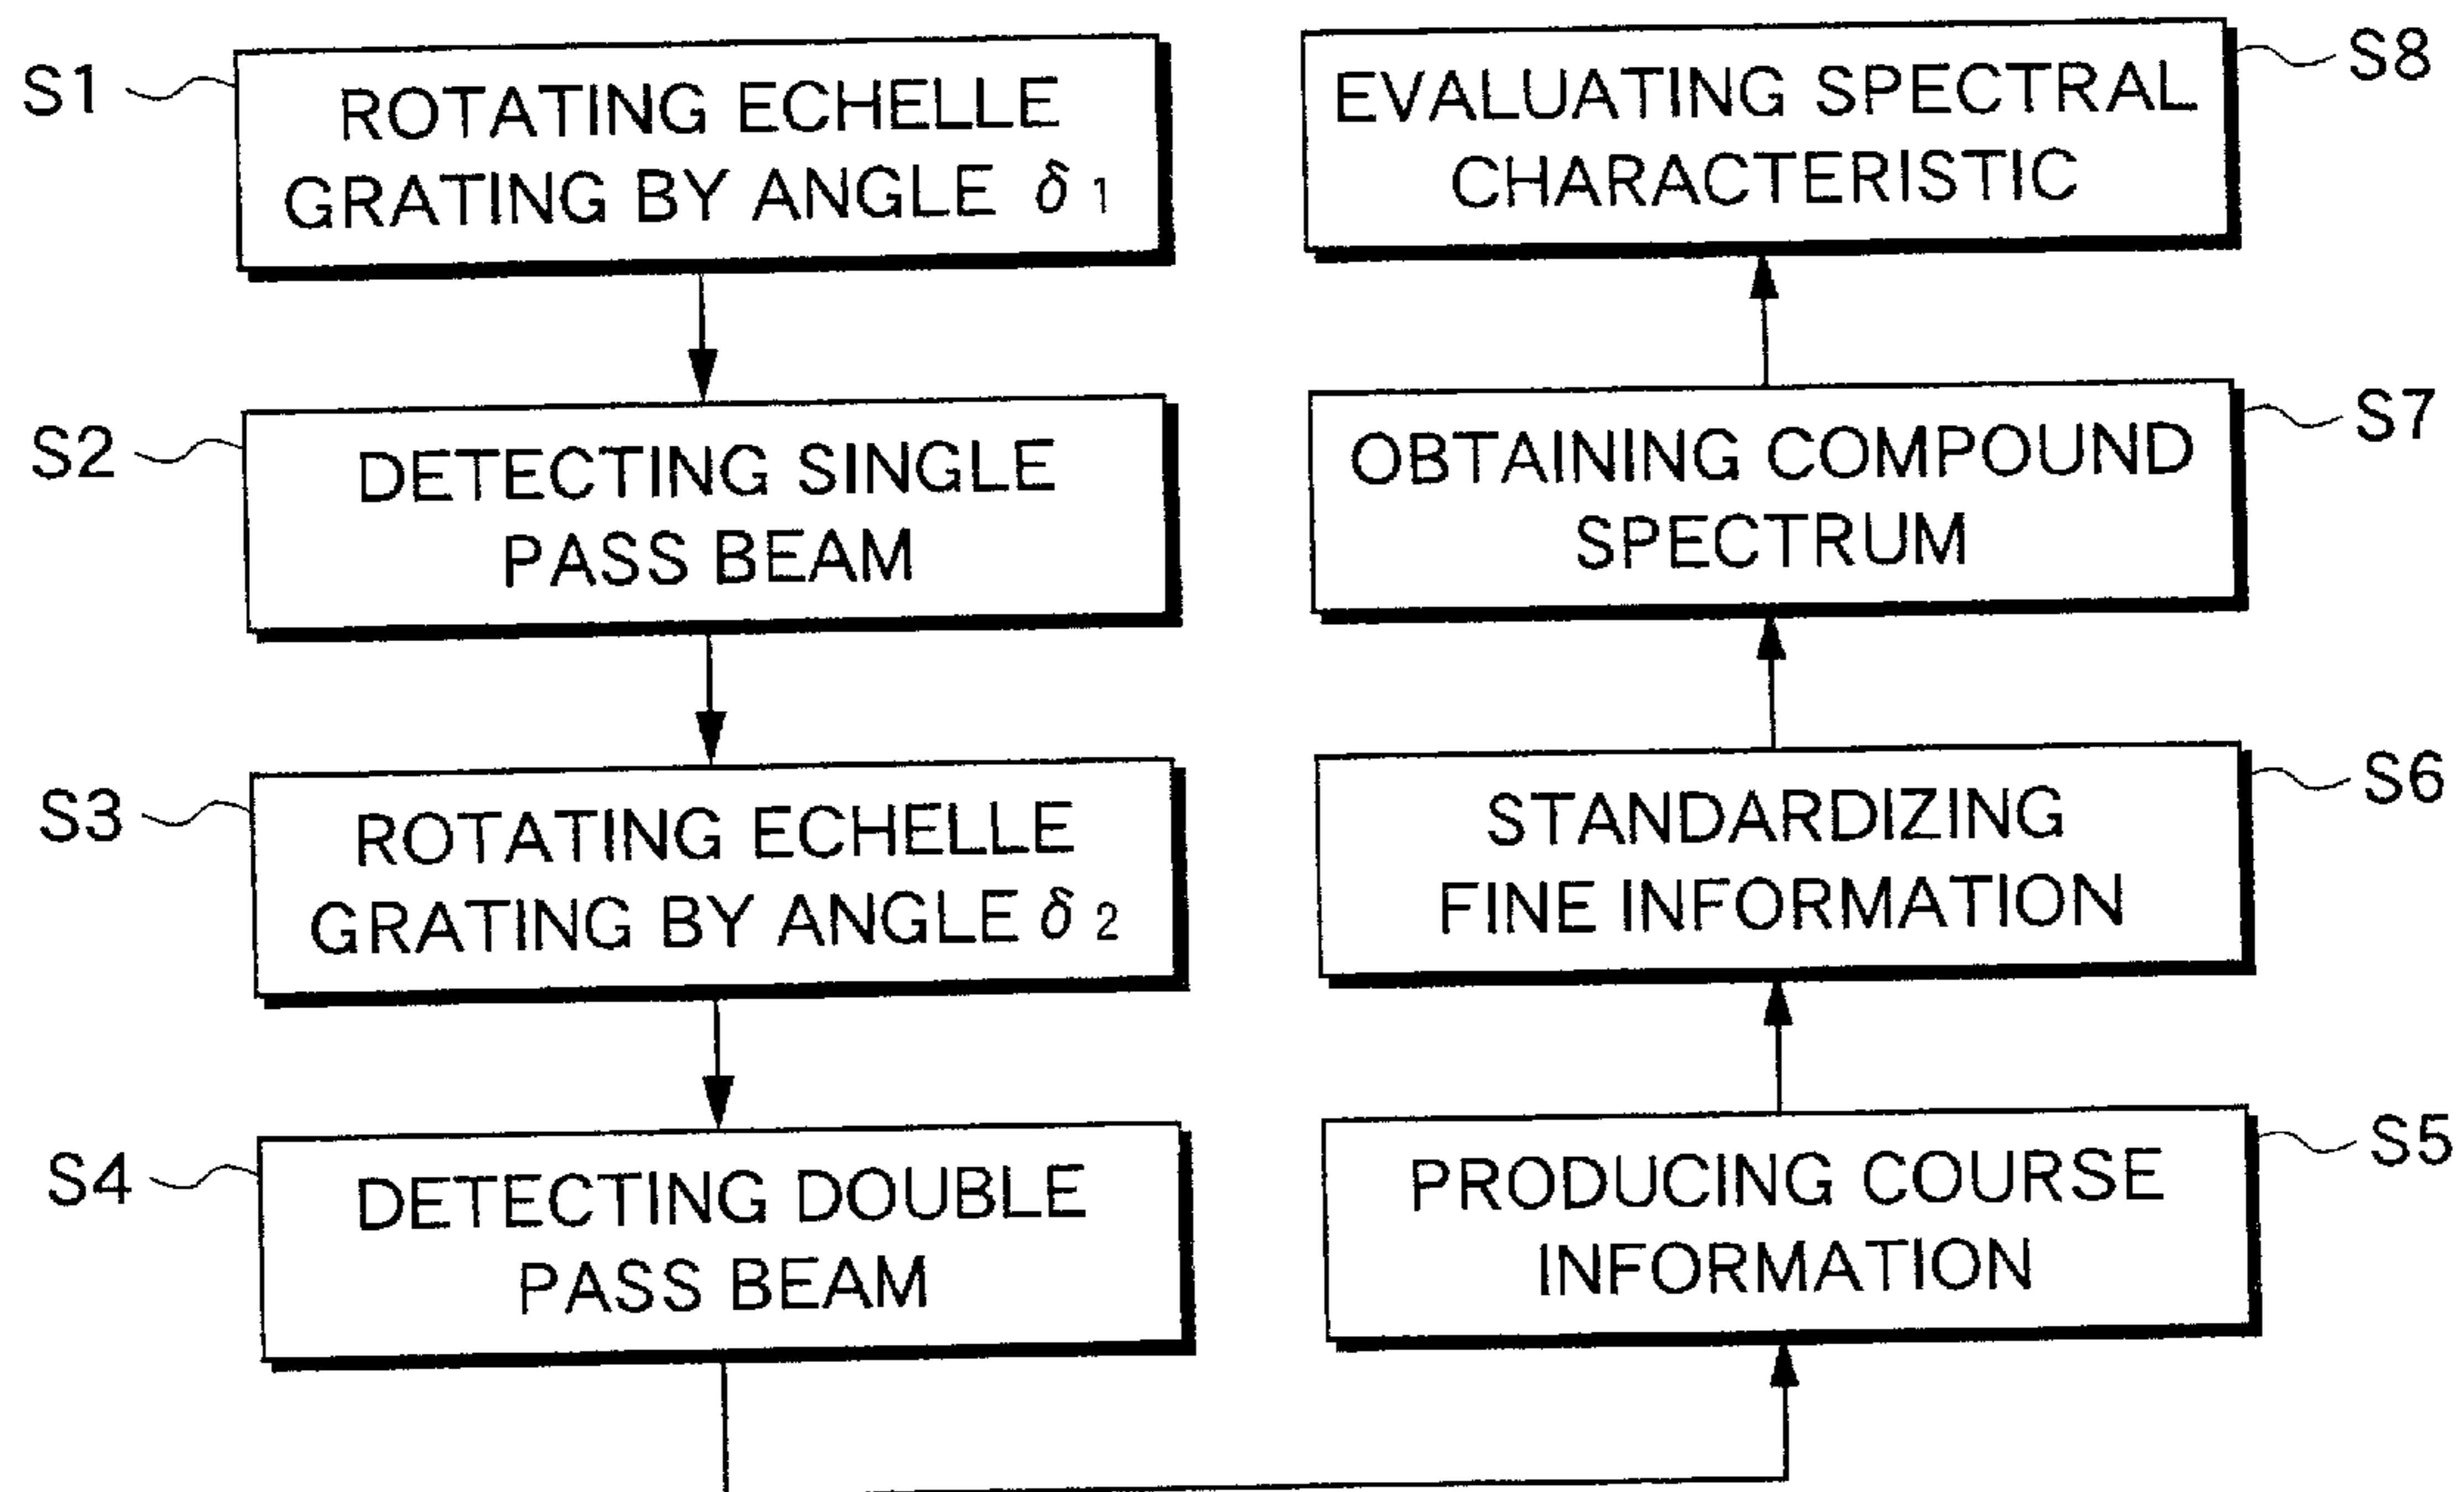 S1
ROTATING ECHELLE
GRATING BY ANGLE δ 1
S2
DETECTING SINGLE
PASS BEAM
S3
ROTATING ECHELLE
GRATING BY ANGLE δ 2
S4
DETECTING DOUBLE
PASS BEAM
EVALUATING SPECTRAL
CHARACTERISTIC
S8
OBTAINING COMPOUND
SPECTRUM
S7
STANDARDIZING
FINE INFORMATION
S6
PRODUCING COURSE
INFORMATION
S5